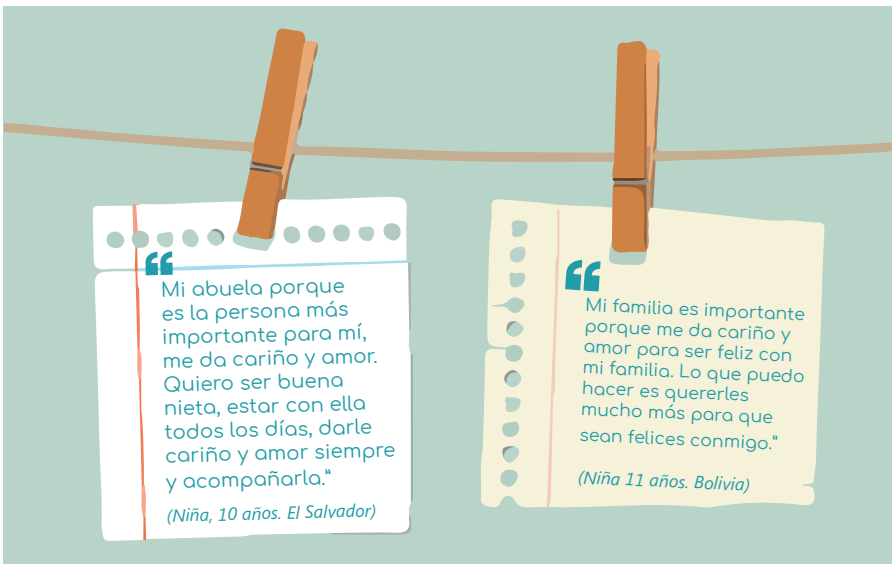 “Mi abuela porque
es la persona más
importante para mí,
me da cariño y amor.
Quiero ser buena
nieta, estar con ella
todos los días, darle
cariño y amor siempre
y acompañarla.”
(Niña, 10 años. El Salvador)
“Mi familia es importante
porque me da cariño y
amor para ser feliz con
mi familia. Lo que puedo
hacer es quererles
mucho más para que
sean felices conmigo.”
(Niña 11 años. Bolivia)